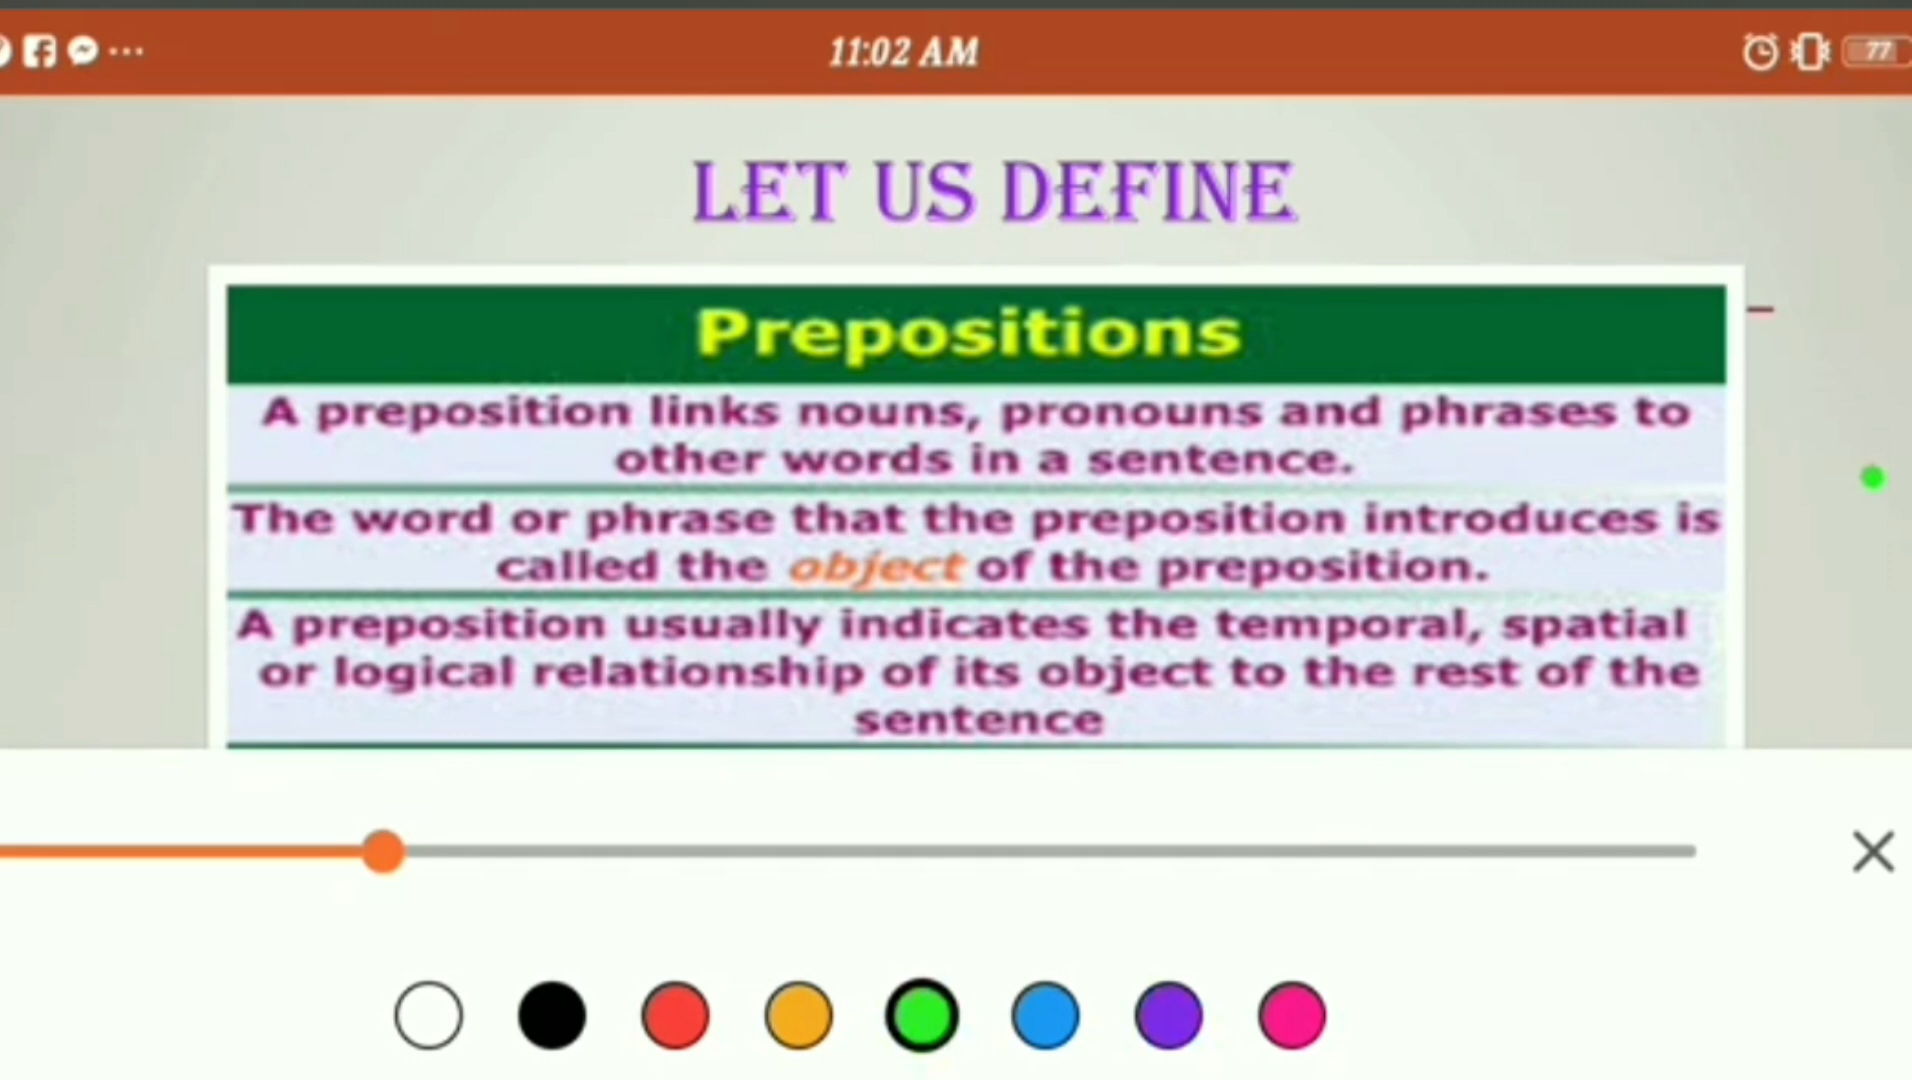 11:02 AM
77
LET US DEFINE
Prepositions
A preposition links nouns, pronouns and phrases to
other words in a sentence.
The word or phrase that the preposition introduces is
called the object of the preposition.
A preposition usually indicates the temporal, spatial
or logical relationship of its object to the rest of the
sentence